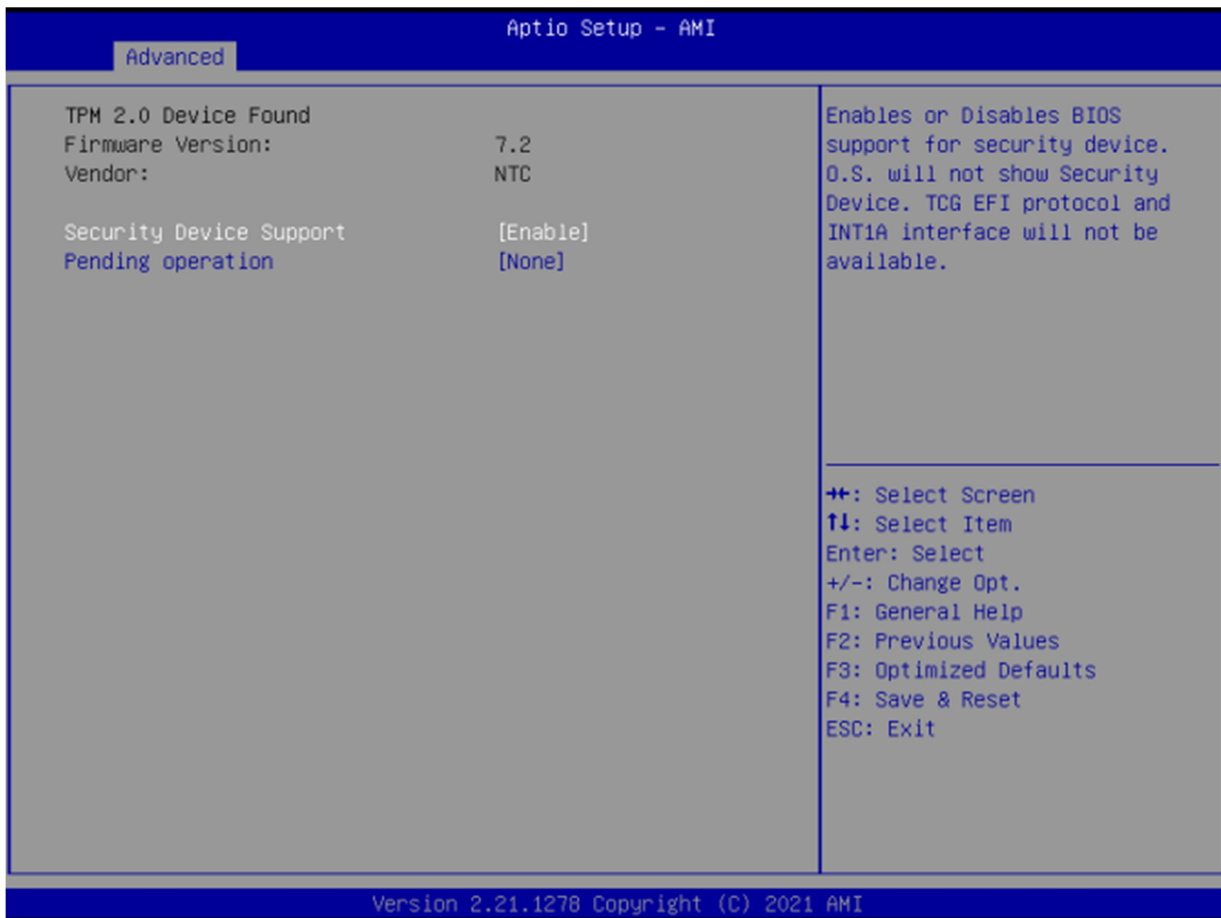 Aptio Setup - AMI
Advanced
TPM 2.0 Device Found
Firmware Version: 7.2
Vendor: NTC
Security Device Support [Enable]
Pending operation [None]
Enables or Disables BIOS
support for security device.
O.S. will not show Security
Device. TCG EFI protocol and
INT1A interface will not be
available.
→←: Select Screen
↑↓: Select Item
Enter: Select
+/-: Change Opt.
F1: General Help
F2: Previous Values
F3: Optimized Defaults
F4: Save & Reset
ESC: Exit
Version 2.21.1278 Copyright (C) 2021 AMI